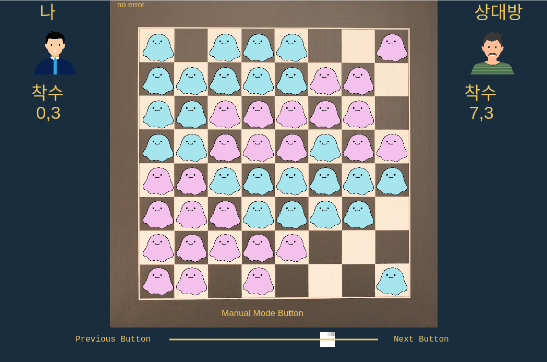 no error
나
상대방
착수
0,3
착수
7,3
Manual Mode Button
Previous Button
Next Button